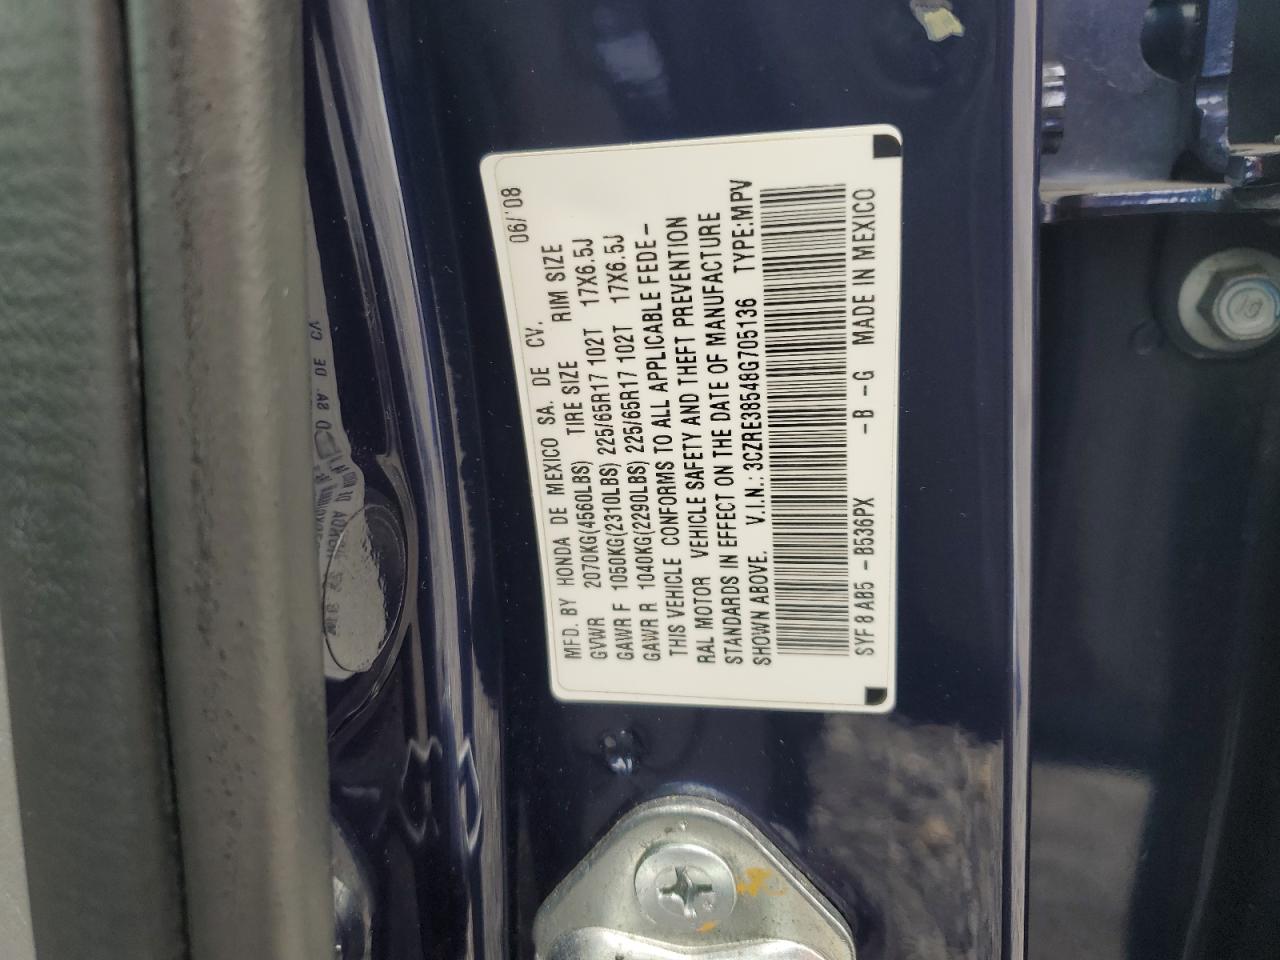 06/'08
MFD. BY HONDA DE MEXICO SA. DE CV.
GVWR 2070KG(4560LBS) TIRE SIZE RIM SIZE
GAWR F 1050KG(2310LBS) 225/65R17 102T 17X6.5J
GAWR R 1040KG(2290LBS) 225/65R17 102T 17X6.5J
THIS VEHICLE CONFORMS TO ALL APPLICABLE FEDE-
RAL MOTOR VEHICLE SAFETY AND THEFT PREVENTION
STANDARDS IN EFFECT ON THE DATE OF MANUFACTURE
SHOWN ABOVE. V.I.N.: 3CZRE38548G705136 TYPE:MPV
SYF8AB5 -B536PX -B-G MADE IN MEXICO